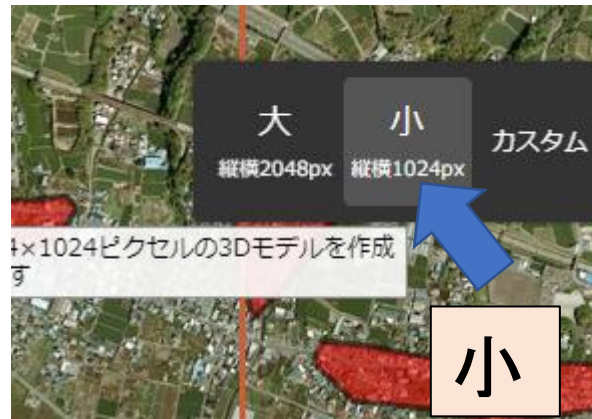 大 小 カスタム
縦横2048px 縦横1024px
4×1024ピクセルの3Dモデルを作成
す
小